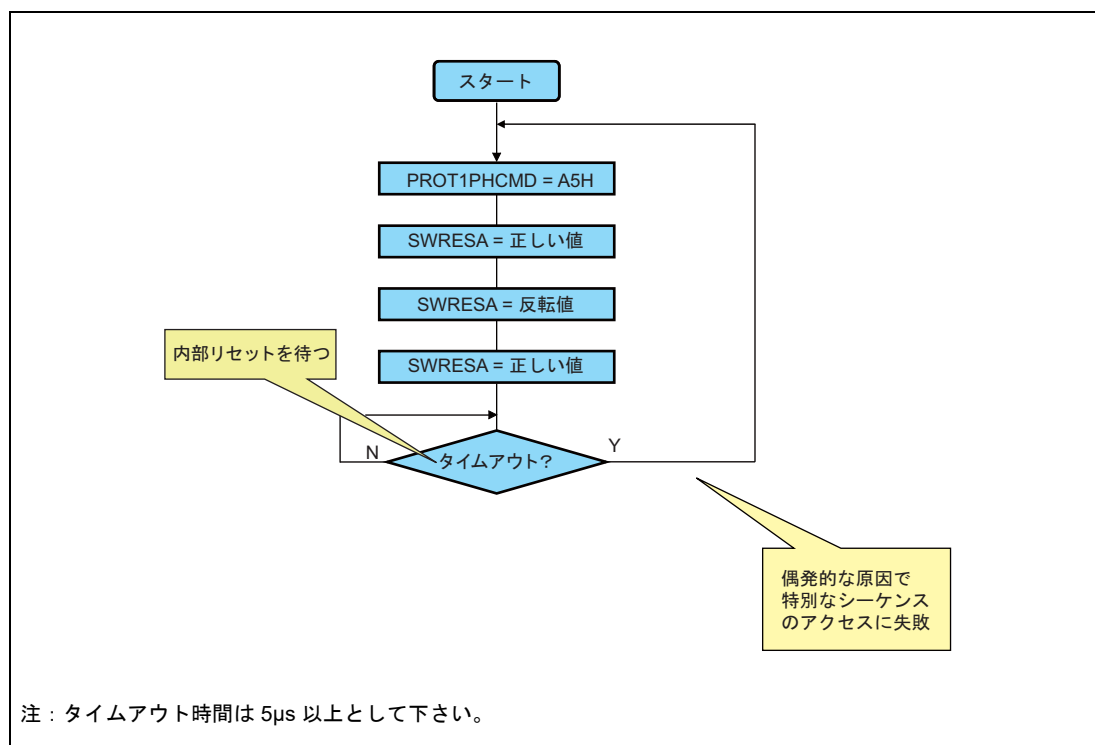 スタート
PROT1PHCMD = A5H
SWRESA = 正しい値
SWRESA = 反転値
内部リセットを待つ
SWRESA = 正しい値
N
タイムアウト?
Y
偶発的な原因で
特別なシーケンス
のアクセスに失敗
注：タイムアウト時間は 5µs 以上として下さい。